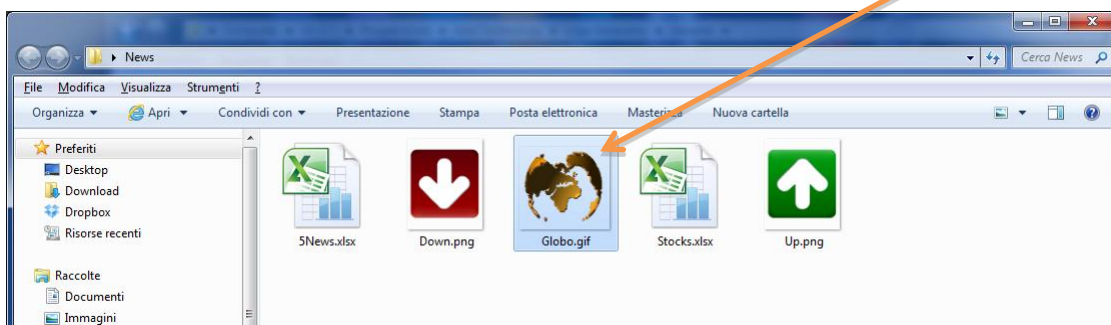 News
Cerca News
File Modifica Visualizza Strumenti ?
Organizza Apri Condividi con Presentazione Stampa Posta elettronica Masterizza Nuova cartella
Preferiti
Desktop
Download
Dropbox
Risorse recenti
Raccolte
Documenti
Immagini
5News.xlsx Down.png Globo.gif Stocks.xlsx Up.png